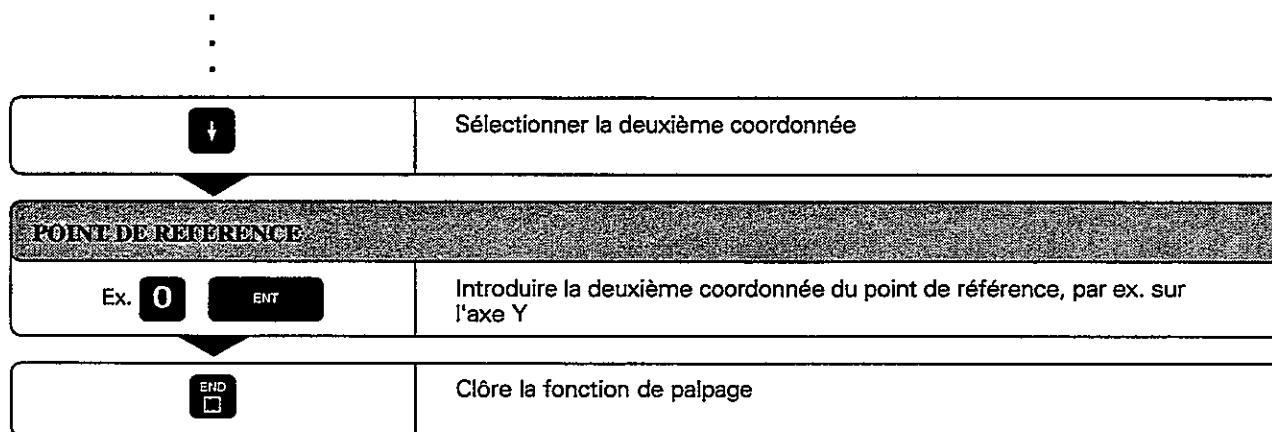 Sélectionner la deuxième coordonnée
POINT DE REFERENCE
Ex. 0 ENT
Introduire la deuxième coordonnée du point de référence, par ex. sur
l'axe Y
END
Clôre la fonction de palpage